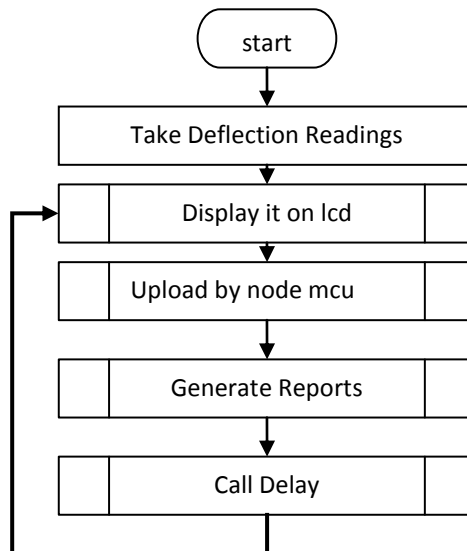 start
Take Deflection Readings
Display it on lcd
Upload by node mcu
Generate Reports
Call Delay